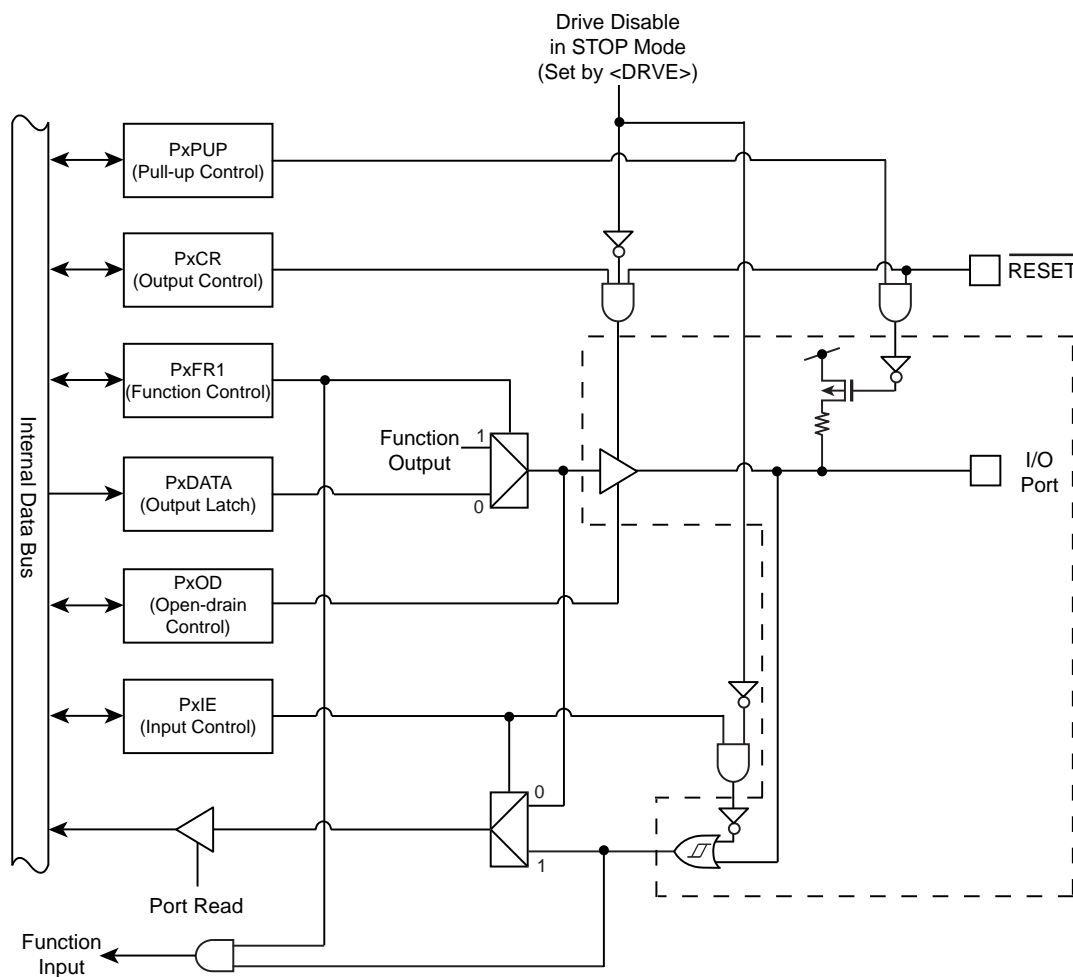 Drive Disable
in STOP Mode
(Set by <DRVE>)
PxPUP
(Pull-up Control)
PxCR
(Output Control)
RESET
PxFR1
(Function Control)
Function
Output
1
0
I/O
Port
PxDATA
(Output Latch)
Internal Data Bus
PxOD
(Open-drain
Control)
PxIE
(Input Control)
0
1
Port Read
Function
Input